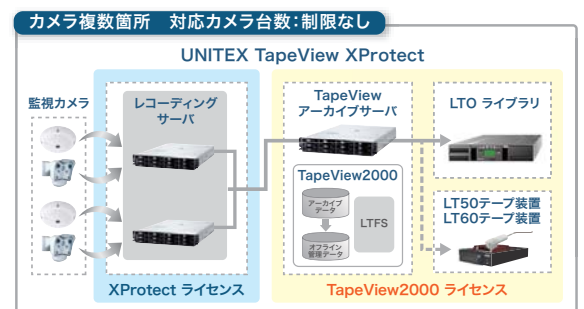 カメラ複数箇所　対応カメラ台数：制限なし
UNITEX TapeView XProtect
監視カメラ
レコーディング
サーバ
TapeView
アーカイブサーバ
LTO ライブラリ
TapeView2000
アーカイブ
データ
オフライン
管理データ
LTFS
LT50テープ装置
LT60テープ装置
XProtect ライセンス
TapeView2000 ライセンス